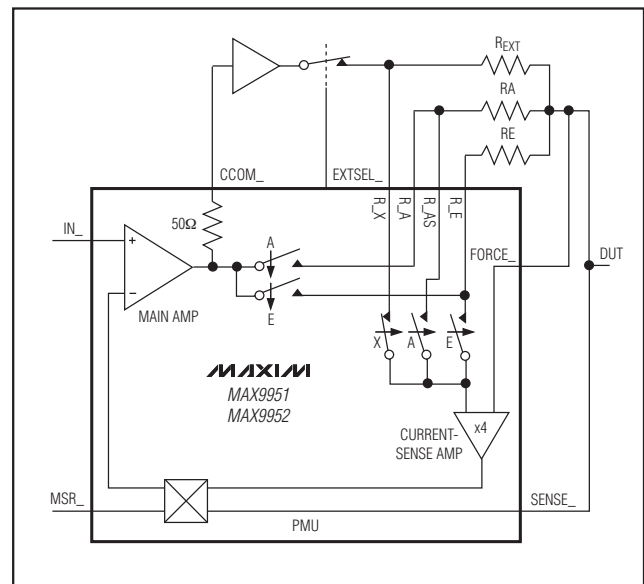 R_EXT
RA
RE
CCOM_
EXTSEL_
R_X
R_A
R_AS
R_E
50Ω
IN_
+
A
FORCE_
DUT
−
MAIN AMP
E
X
A
E
MAXIM
MAX9951
MAX9952
x4
CURRENT-
SENSE AMP
MSR_
SENSE_
PMU